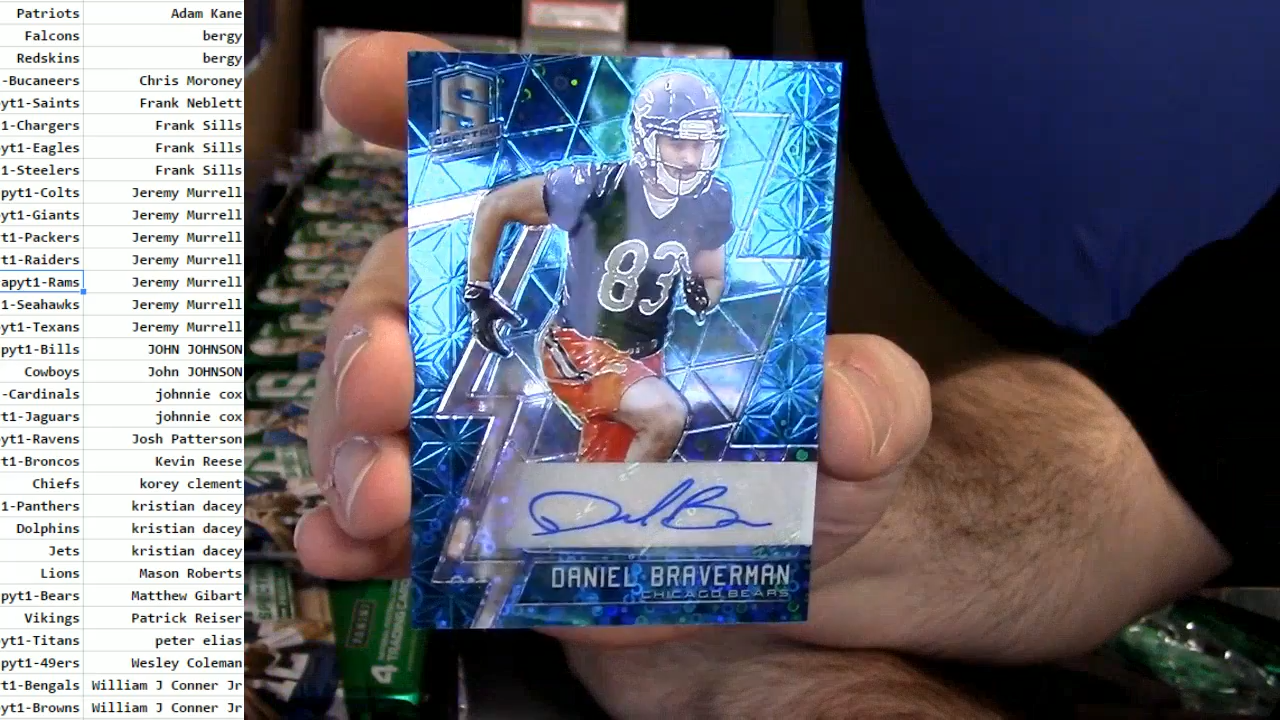 Patriots Adam Kane
Falcons bergy
Redskins bergy
-Bucaneers Chris Moroney
yt1-Saints Frank Neblett
1-Chargers Frank Sills
yt1-Eagles Frank Sills
1-Steelers Frank Sills
pyt1-Colts Jeremy Murrell
yt1-Giants Jeremy Murrell
t1-Packers Jeremy Murrell
t1-Raiders Jeremy Murrell
apyt1-Rams Jeremy Murrell
1-Seahawks Jeremy Murrell
yt1-Texans Jeremy Murrell
pyt1-Bills JOHN JOHNSON
Cowboys John JOHNSON
-Cardinals johnnie cox
t1-Jaguars johnnie cox
yt1-Ravens Josh Patterson
t1-Broncos Kevin Reese
Chiefs korey clement
1-Panthers kristian dacey
Dolphins kristian dacey
Jets kristian dacey
Lions Mason Roberts
pyt1-Bears Matthew Gibart
Vikings Patrick Reiser
yt1-Titans peter elias
pyt1-49ers Wesley Coleman
t1-Bengals William J Conner Jr
t1-Browns William J Conner Jr
S
SPECTRA
83
DANIEL BRAVERMAN
CHICAGO BEARS
PANINI
4 TRADING CARDS